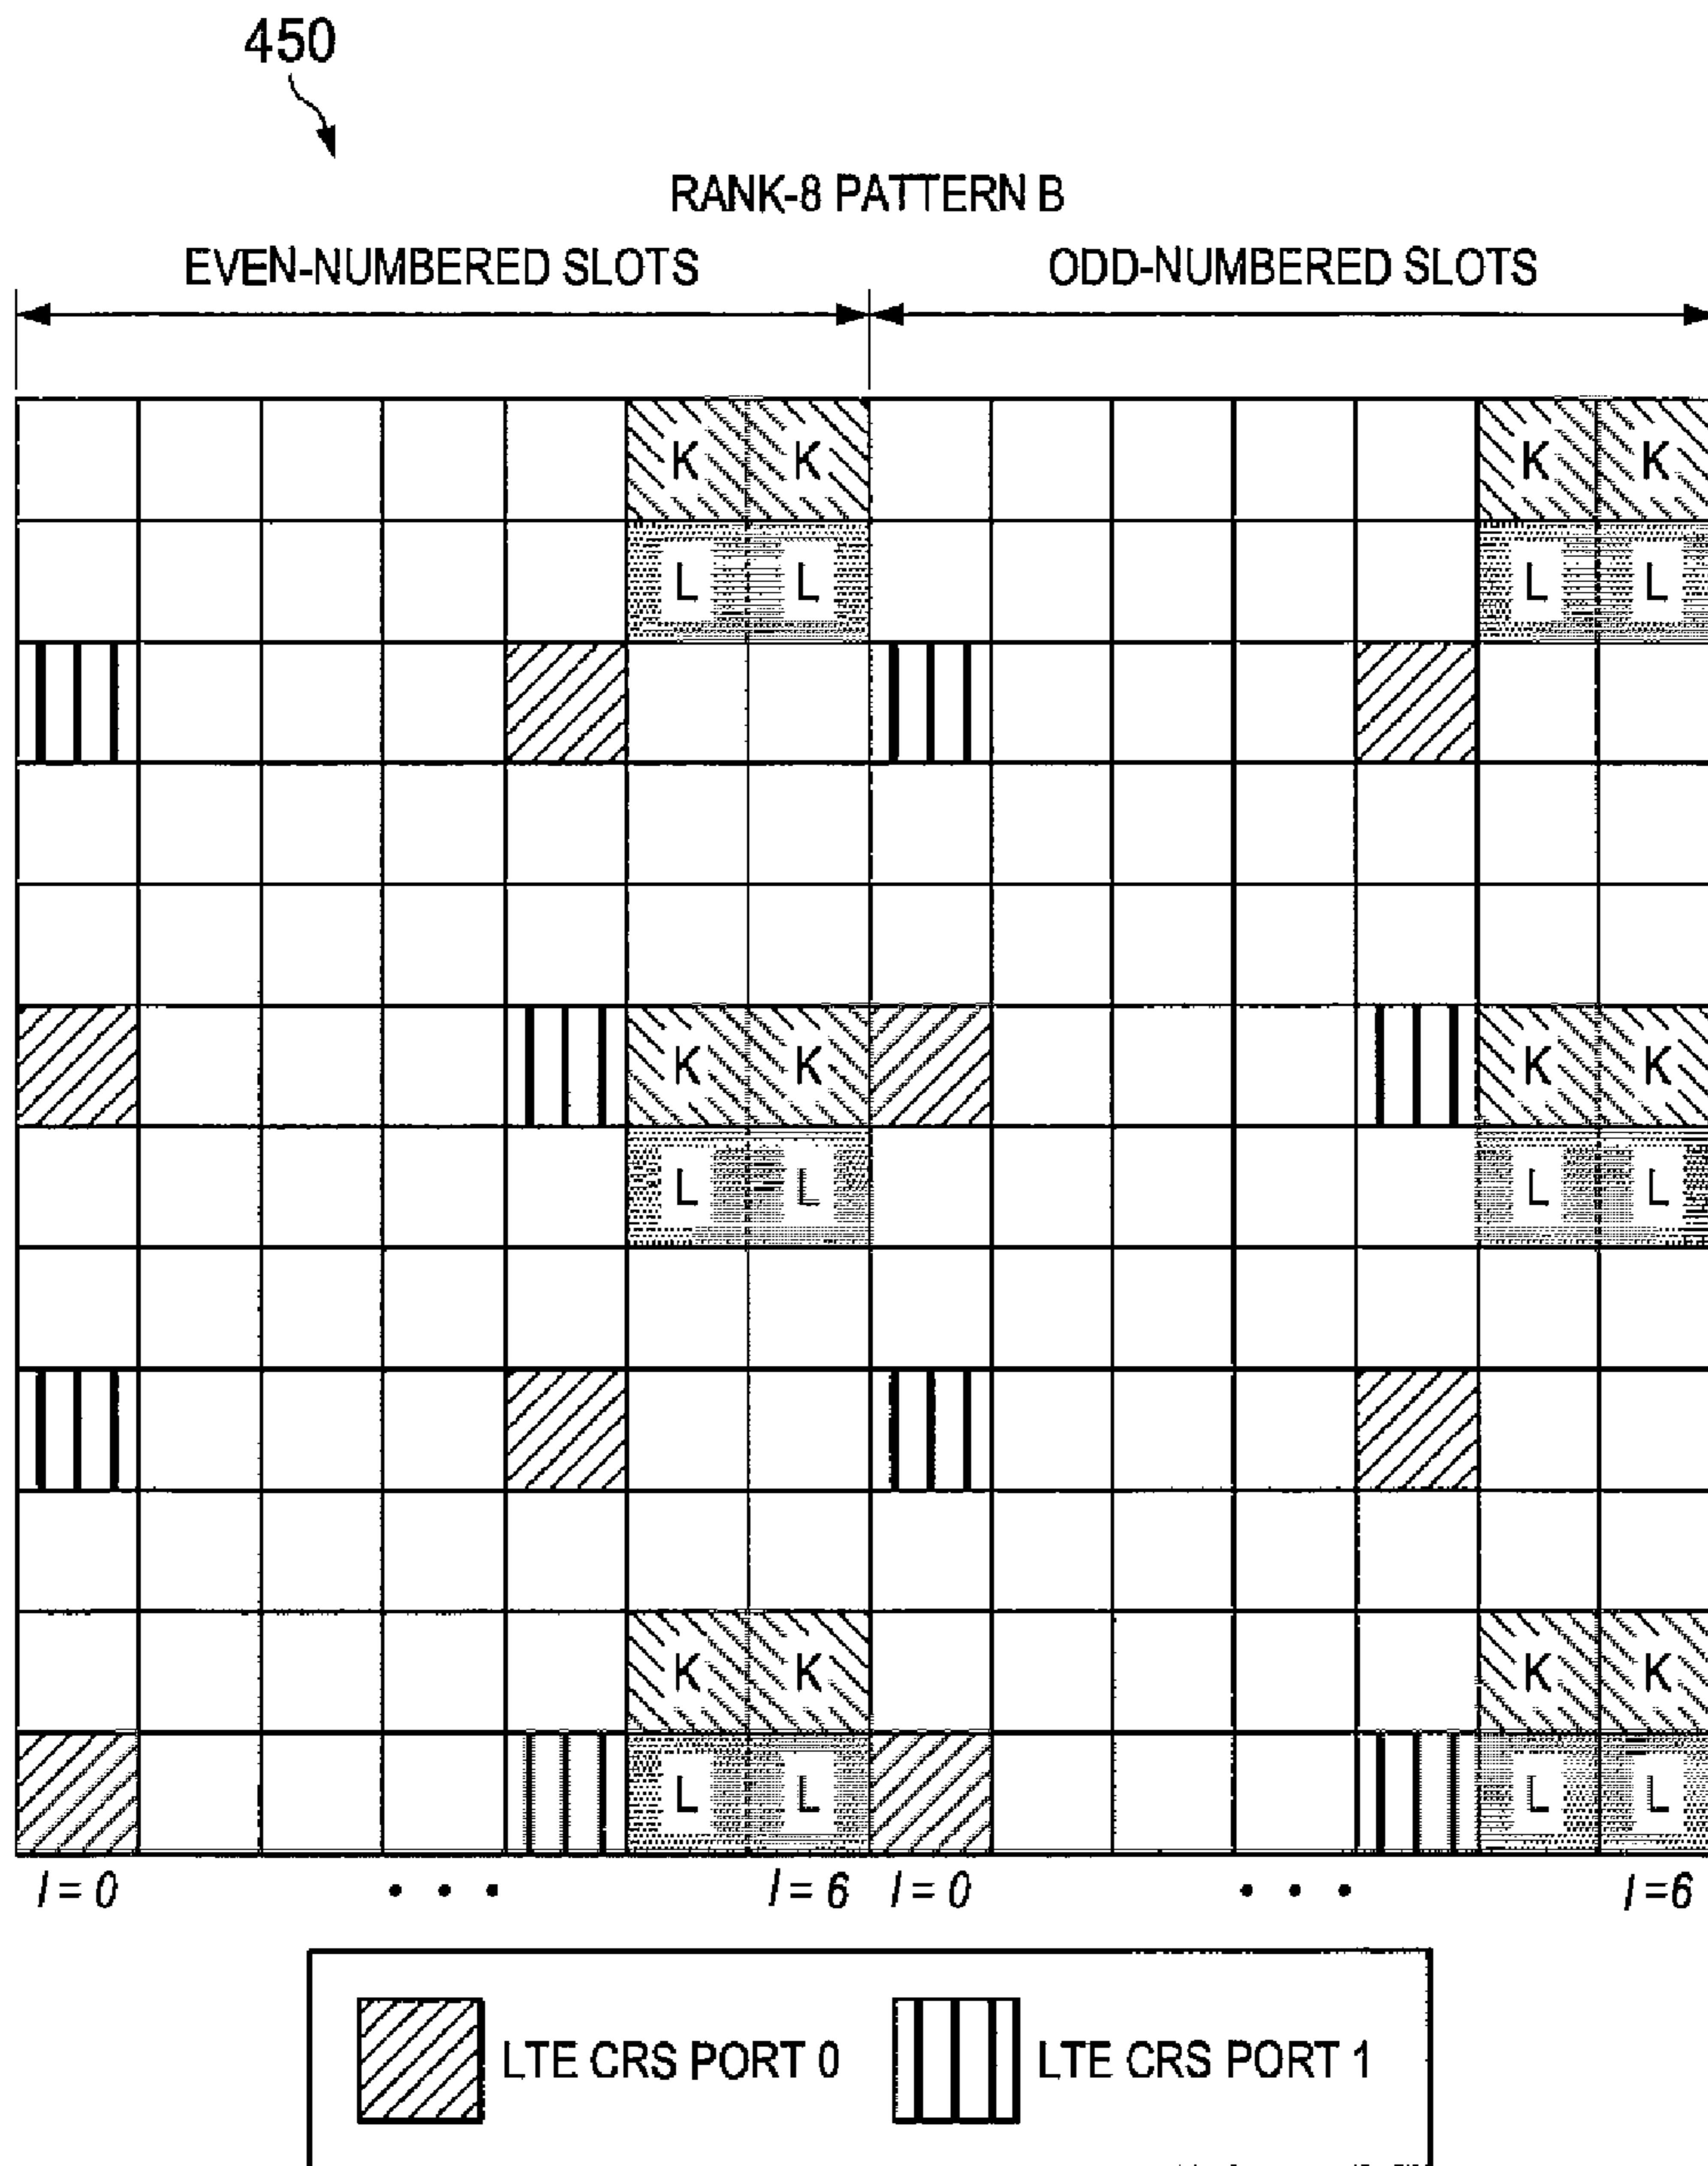 450
RANK-8 PATTERN B
EVEN-NUMBERED SLOTS ODD-NUMBERED SLOTS
K K K K
L L L L
K K K K
L L L L
K K K K
L L L L
l = 0 • • • l = 6 l = 0 • • • l =6
LTE CRS PORT 0 LTE CRS PORT 1